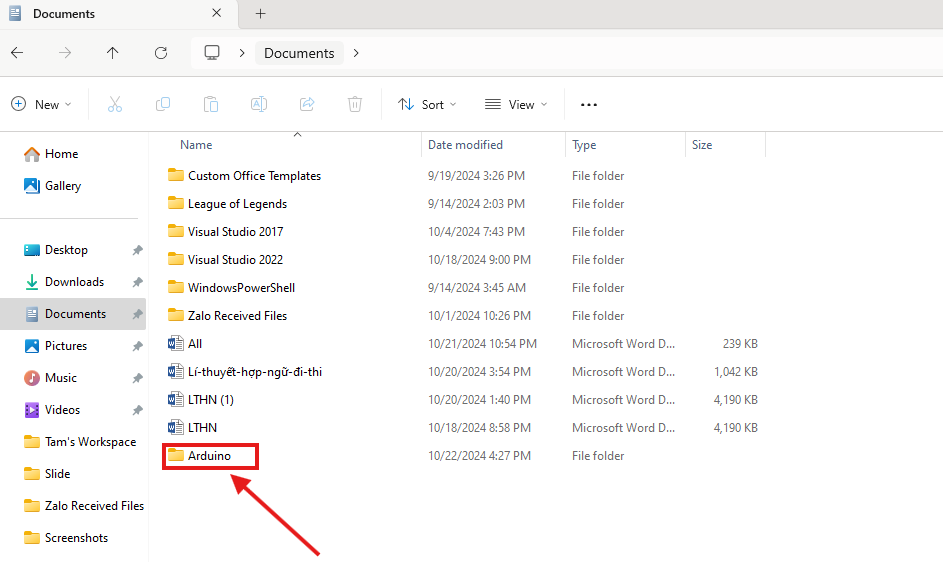 Documents
Documents
New
Sort
View
Name Date modified Type Size
Home
Gallery
Desktop
Downloads
Documents
Pictures
Music
Videos
Tam's Workspace
Slide
Zalo Received Files
Screenshots
Custom Office Templates 9/19/2024 3:26 PM File folder
League of Legends 9/14/2024 2:03 PM File folder
Visual Studio 2017 10/4/2024 7:43 PM File folder
Visual Studio 2022 10/18/2024 9:00 PM File folder
WindowsPowerShell 9/14/2024 3:45 AM File folder
Zalo Received Files 10/1/2024 10:26 PM File folder
All 10/21/2024 10:54 PM Microsoft Word D... 239 KB
Lí-thuyết-hợp-ngữ-đi-thi 10/20/2024 3:54 PM Microsoft Word D... 1,042 KB
LTHN (1) 10/20/2024 1:40 PM Microsoft Word D... 4,190 KB
LTHN 10/18/2024 8:58 PM Microsoft Word D... 4,190 KB
Arduino 10/22/2024 4:27 PM File folder